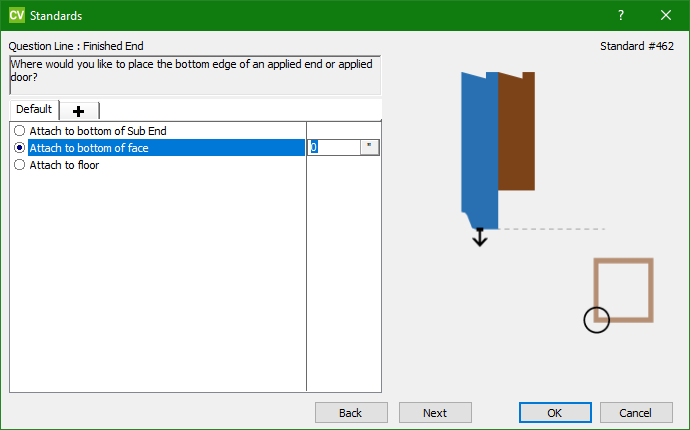 CV Standards ?
Question Line : Finished End
Standard #462
Where would you like to place the bottom edge of an applied end or applied
door?
Default
Attach to bottom of Sub End
Attach to bottom of face 0 "
Attach to floor
Back Next OK Cancel